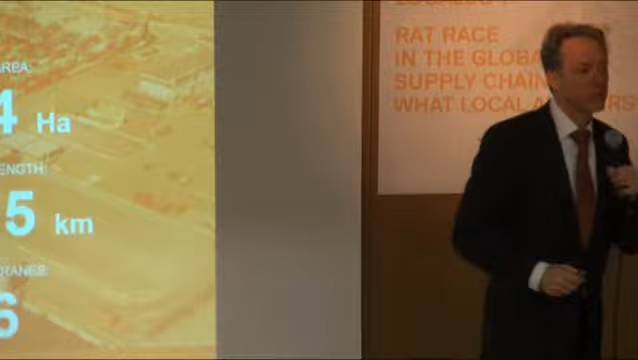 AREA:
4 Ha
LENGTH:
5 km
CRANES:
6
RAT RACE
IN THE GLOBAL
SUPPLY CHAIN
WHAT LOCAL